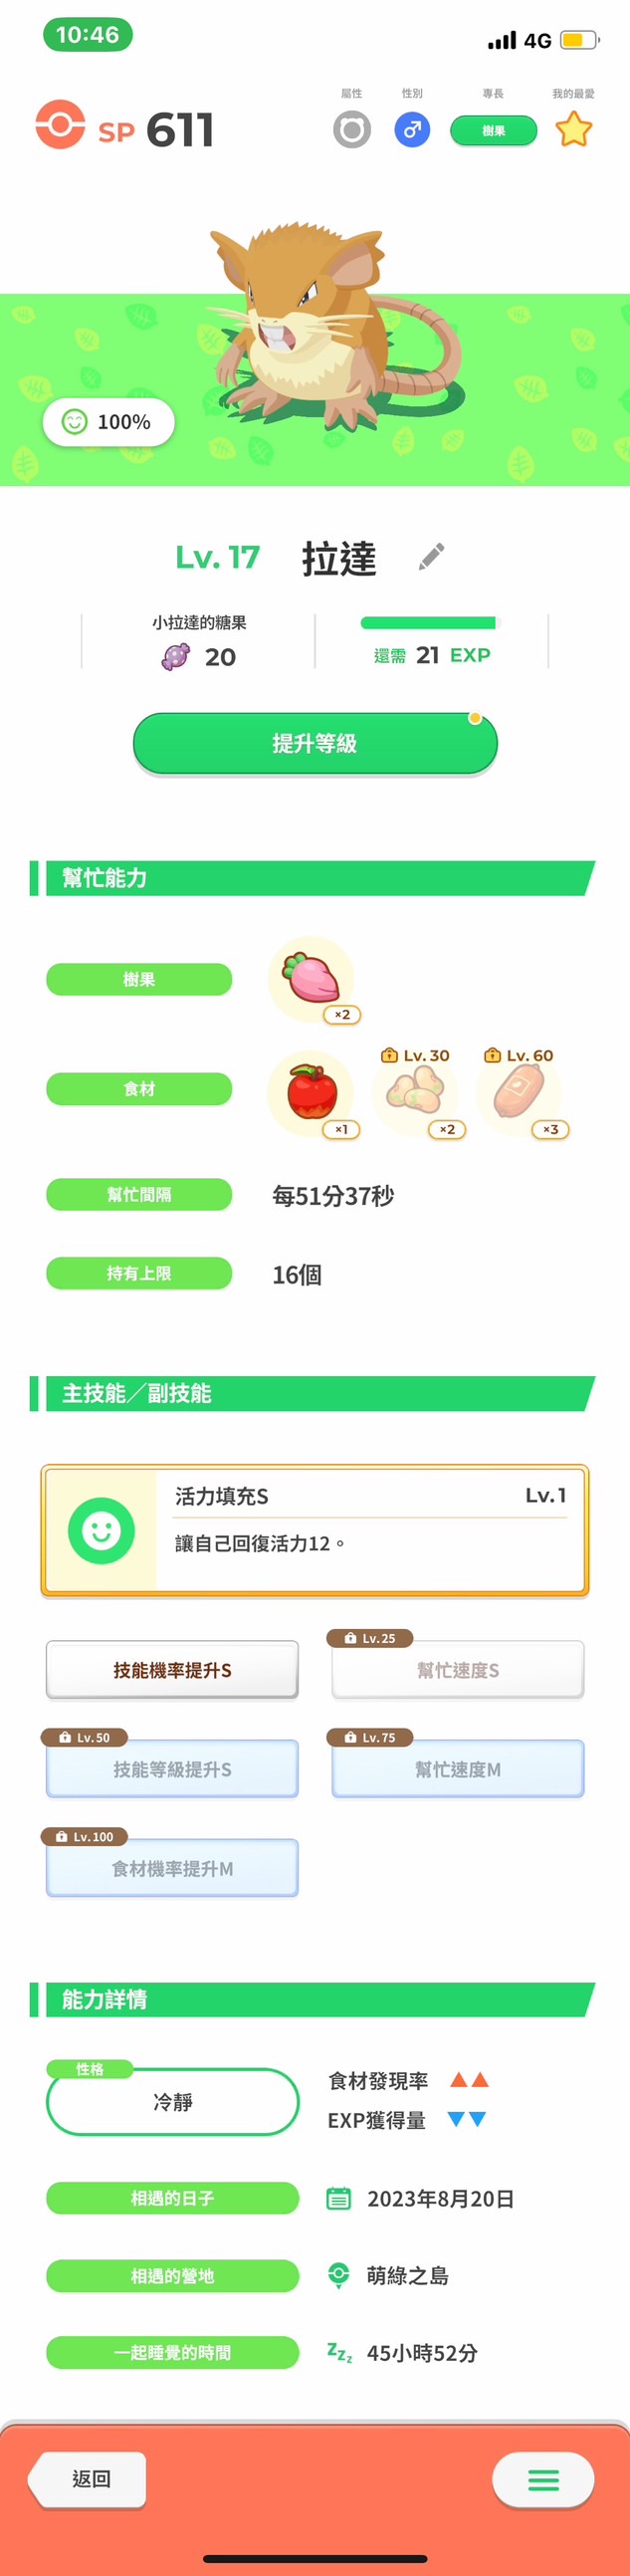 10:46
4G
屬性
性別
專長
我的最愛
SP 611
樹果
100%
Lv. 17 拉達
小拉達的糖果
20
還需 21 EXP
提升等級
幫忙能力
樹果
×2
食材
×1
Lv. 30
×2
Lv. 60
×3
幫忙間隔
每51分37秒
持有上限
16個
主技能／副技能
活力填充S Lv.1
讓自己回復活力12。
技能機率提升S
Lv.25
幫忙速度S
Lv.50
技能等級提升S
Lv.75
幫忙速度M
Lv.100
食材機率提升M
能力詳情
性格
冷靜
食材發現率
EXP獲得量
相遇的日子
2023年8月20日
相遇的營地
萌綠之島
一起睡覺的時間
zzz
45小時52分
返回